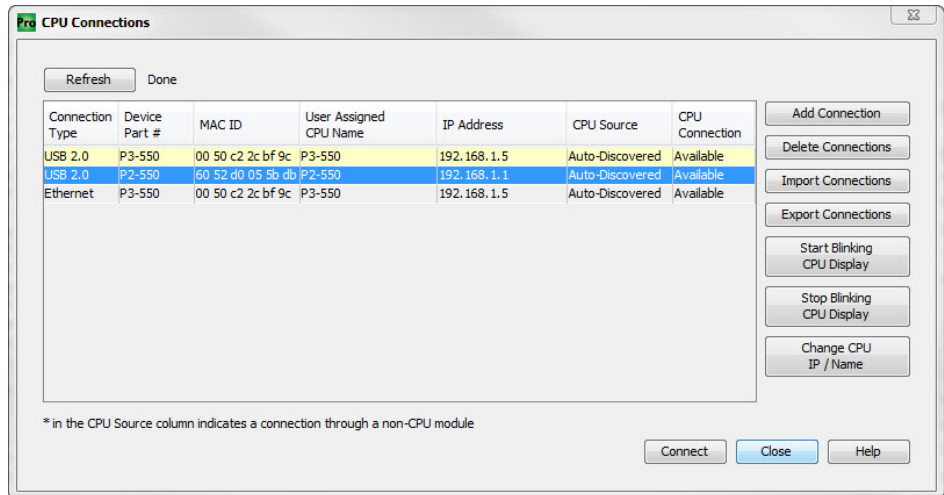 Pro CPU Connections
Refresh Done
Connection Type Device Part # MAC ID User Assigned CPU Name IP Address CPU Source CPU Connection
USB 2.0 P3-550 00 50 c2 2c bf 9c P3-550 192.168.1.5 Auto-Discovered Available
USB 2.0 P2-550 60 52 d0 05 5b db P2-550 192.168.1.1 Auto-Discovered Available
Ethernet P3-550 00 50 c2 2c bf 9c P3-550 192.168.1.5 Auto-Discovered Available
Add Connection
Delete Connections
Import Connections
Export Connections
Start Blinking
CPU Display
Stop Blinking
CPU Display
Change CPU
IP / Name
* in the CPU Source column indicates a connection through a non-CPU module
Connect Close Help